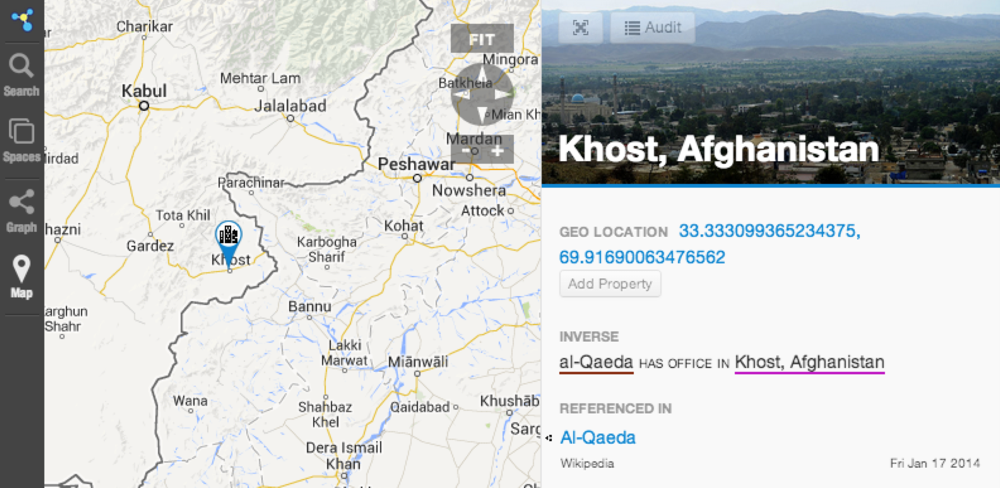 Search
Spaces
Graph
Map
Charikar
Mehtar Lam
Kabul
Jalalabad
Mingora
Batkhela
Mian Kh
Mardan
Peshawar
Nowshera
Attock
irdad
Parachinar
Tota Khil
hazni
Gardez
Khost
Karbogha
Sharif
Kohat
arghun
Shahr
Bannu
Lakki
Marwat
Miānwāli
Wana
Shahbaz
Khel
Qaidabad
Khushāb
Sarg
Dera Ismail
Khan
FIT
- +
Audit
Khost, Afghanistan
GEO LOCATION 33.333099365234375,
69.91690063476562
Add Property
INVERSE
al-Qaeda HAS OFFICE IN Khost, Afghanistan
REFERENCED IN
Al-Qaeda
Wikipedia Fri Jan 17 2014